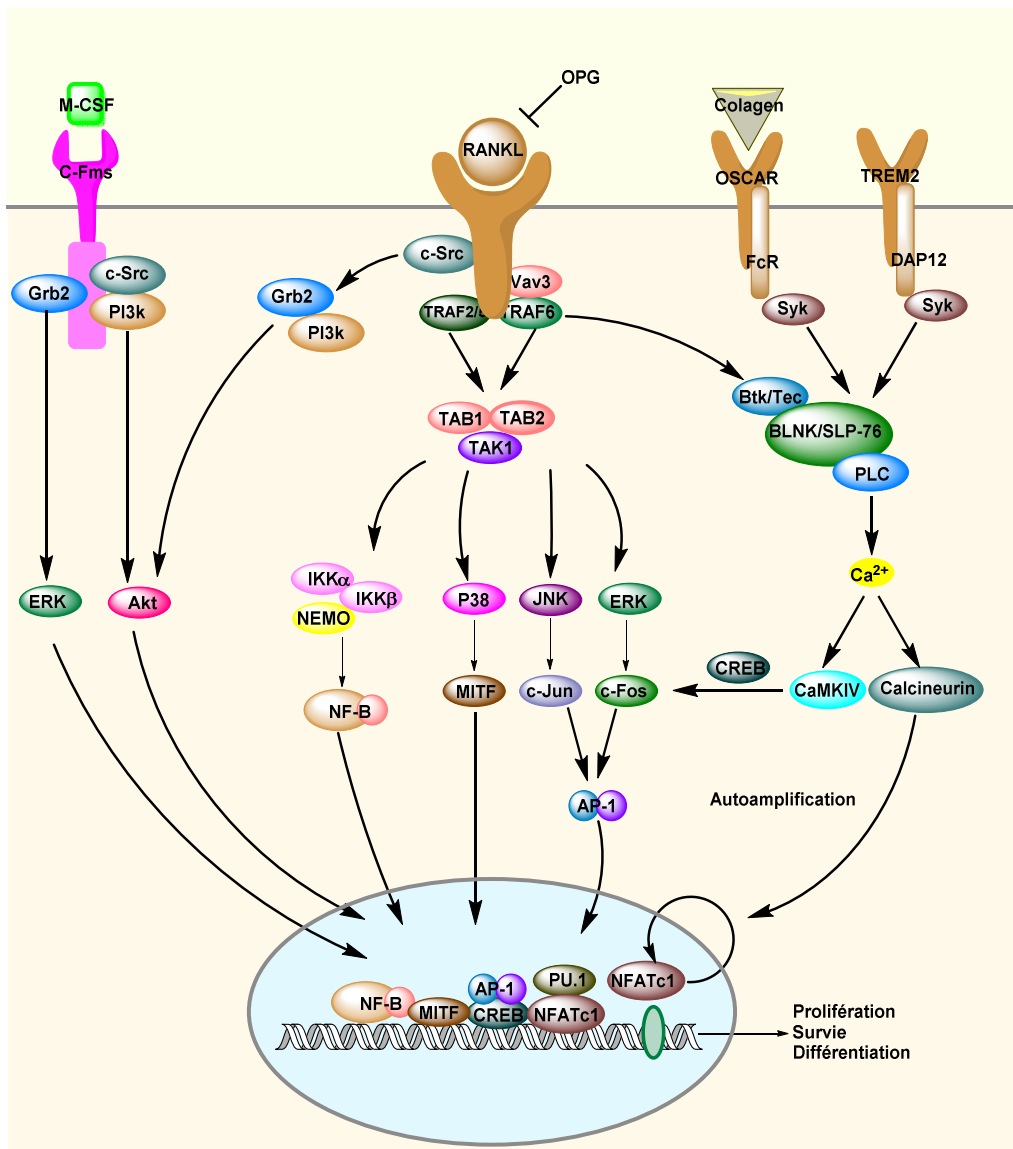 OPG
M-CSF
Colagen
RANKL
C-Fms
OSCAR
TREM2
c-Src
FcR
DAP12
c-Src
Grb2
Vav3
Grb2
PI3k
TRAF2/
TRAF6
Syk
Syk
PI3k
Btk/Tec
TAB1
TAB2
BLNK/SLP-76
TAK1
PLC
Ca2+
IKKα
IKKβ
ERK
Akt
P38
JNK
ERK
NEMO
CREB
MITF
c-Jun
c-Fos
CaMKIV
Calcineurin
NF-B
AP-1
Autoamplification
PU.1
NFATc1
AP-1
NF-B
MITF
CREB
NFATc1
Prolifération
Survie
Différentiation